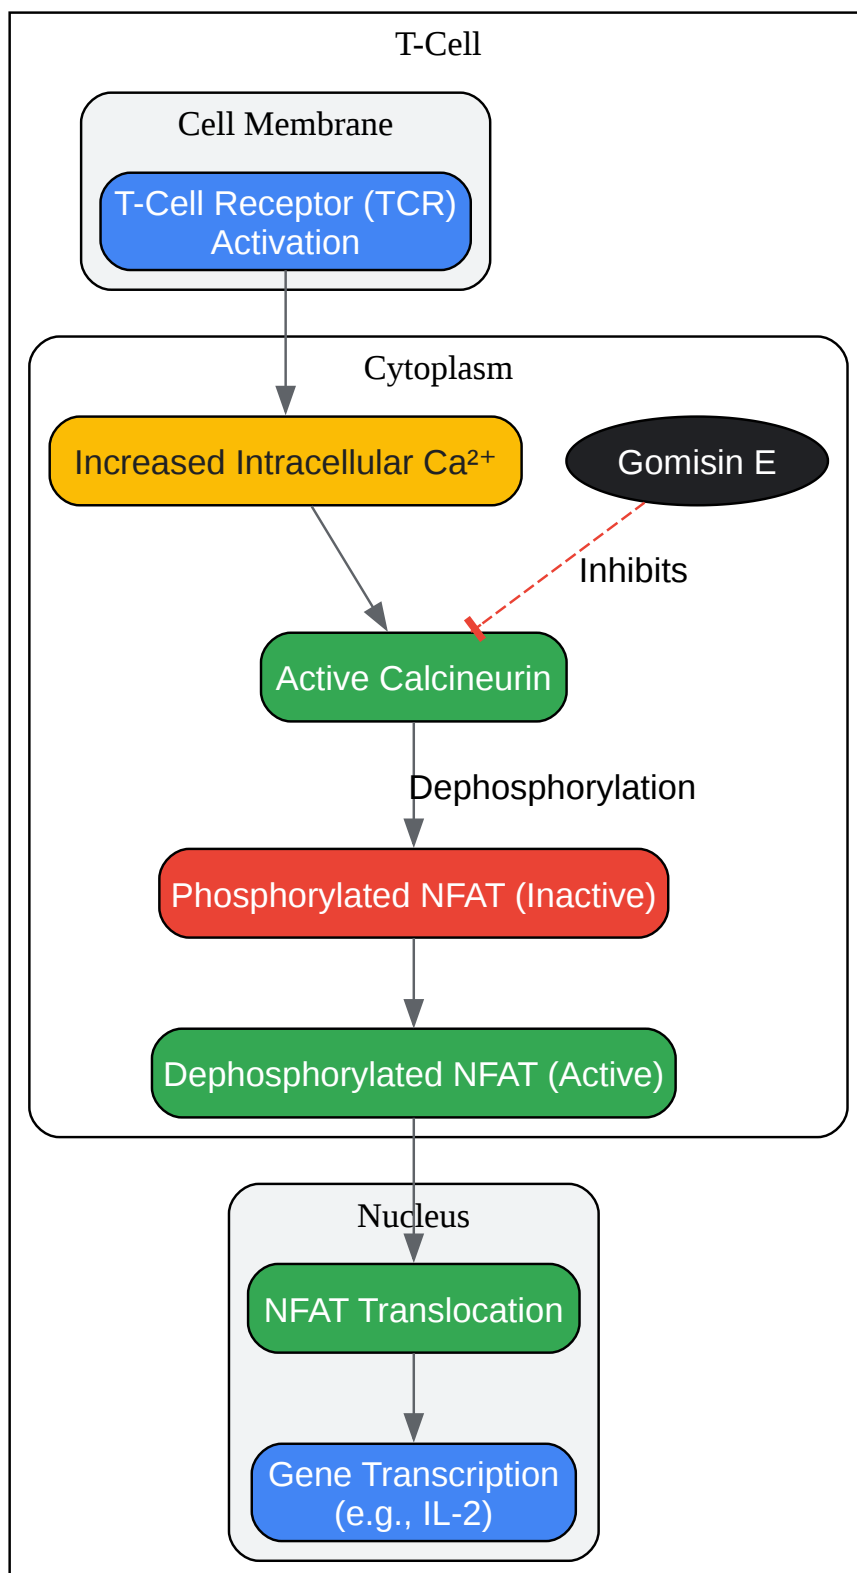 T-Cell
Cell Membrane
T-Cell Receptor (TCR)
Activation
Cytoplasm
Increased Intracellular Ca²⁺
Gomisin E
Inhibits
Active Calcineurin
Dephosphorylation
Phosphorylated NFAT (Inactive)
Dephosphorylated NFAT (Active)
Nucleus
NFAT Translocation
Gene Transcription
(e.g., IL-2)